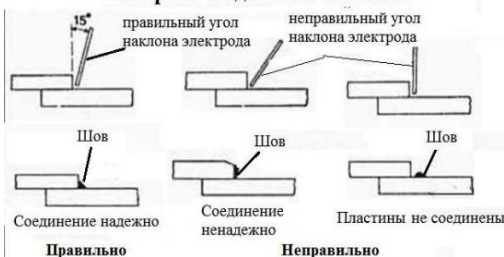 15°
правильный угол
наклона электрода
неправильный угол
наклона электрода
Шов
Шов
Шов
Соединение надежно
Соединение
ненадежно
Пластины не соединены
Правильно
Неправильно